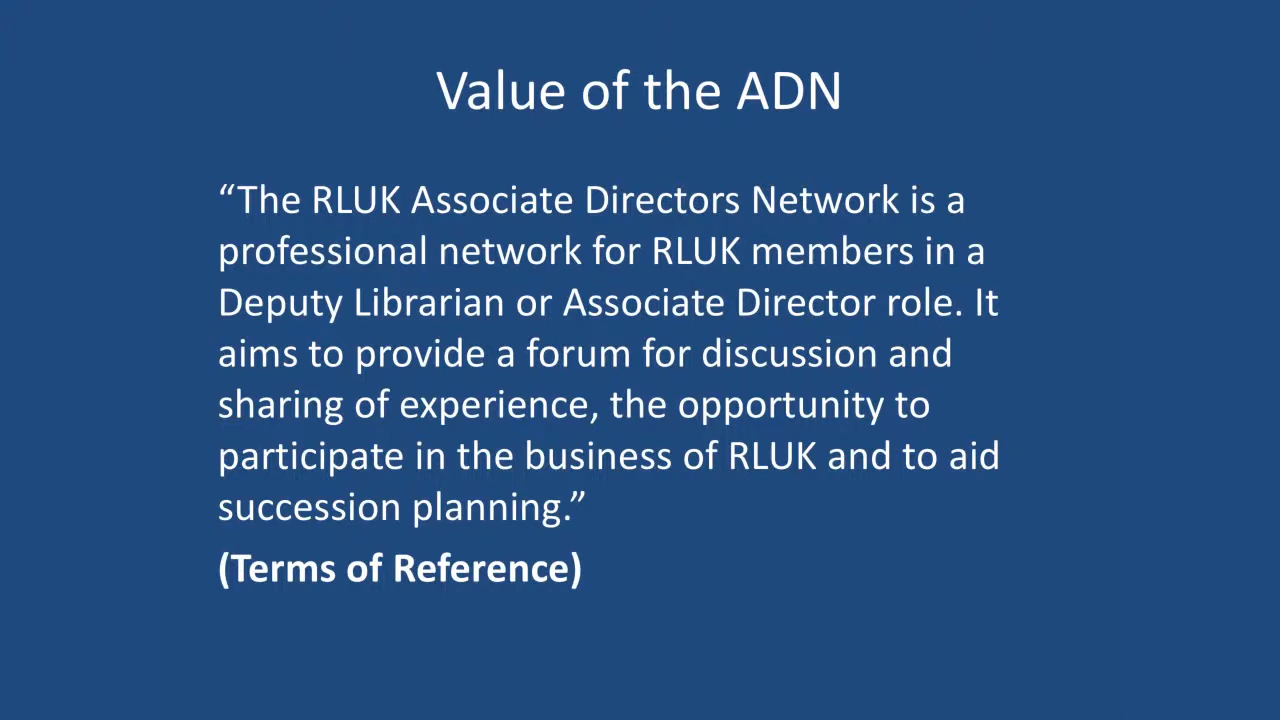 Value of the ADN
“The RLUK Associate Directors Network is a
professional network for RLUK members in a
Deputy Librarian or Associate Director role. It
aims to provide a forum for discussion and
sharing of experience, the opportunity to
participate in the business of RLUK and to aid
succession planning.”
(Terms of Reference)